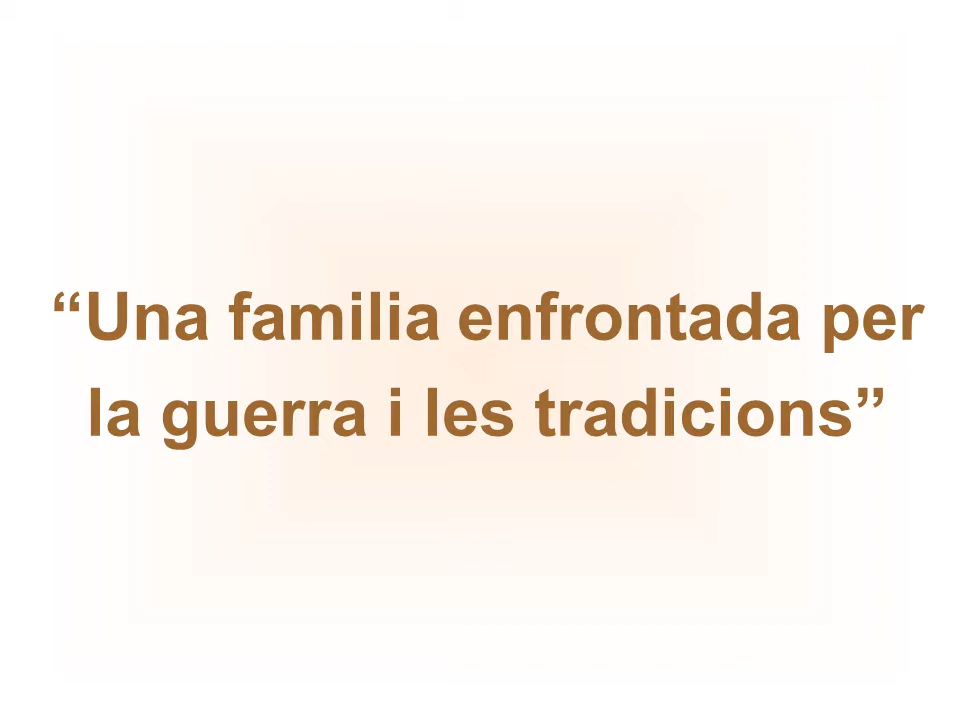 “Una familia enfrontada per
la guerra i les tradicions”